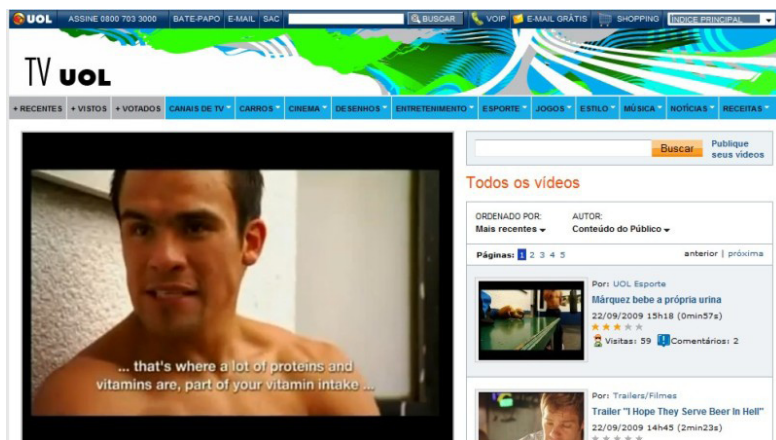 UOL ASSINE 0800 703 3000 BATE-PAPO E-MAIL SAC BUSCAR VOIP E-MAIL GRÁTIS SHOPPING ÍNDICE PRINCIPAL
TV UOL
+ RECENTES + VISTOS + VOTADOS CANAIS DE TV CARROS CINEMA DESENHOS ENTRETENIMENTO ESPORTE JOGOS ESTILO MÚSICA NOTÍCIAS RECEITAS
Buscar Publique
seus vídeos
Todos os vídeos
ORDENADO POR: AUTOR:
Mais recentes Conteúdo do Público
Páginas: 1 2 3 4 5 anterior | próxima
Por: UOL Esporte
Márquez bebe a própria urina
22/09/2009 15h18 (0min57s)
Visitas: 59 Comentários: 2
Por: Trailers/Filmes
Trailer "I Hope They Serve Beer In Hell"
22/09/2009 14h45 (2min23s)
... that's where a lot of proteins and
vitamins are, part of your vitamin intake ...